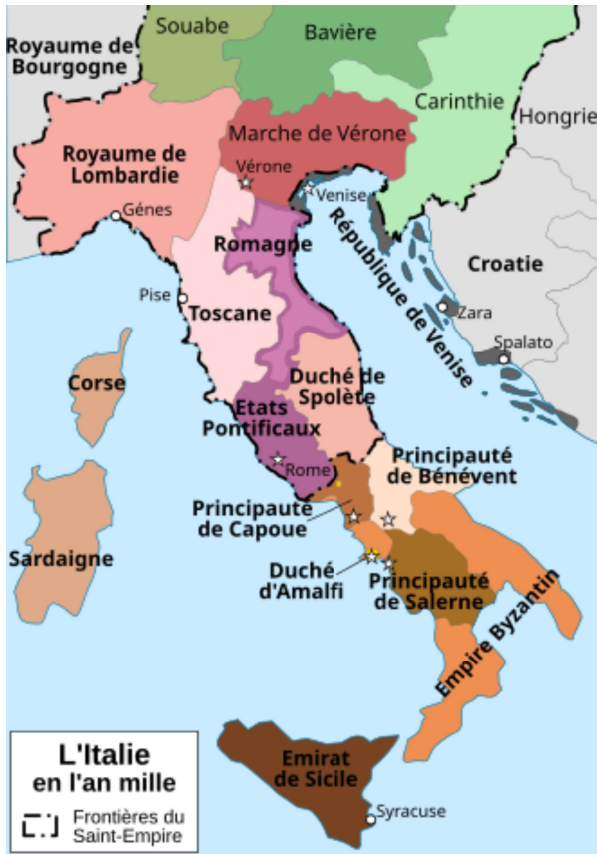 Souabe
Bavière
Royaume de
Bourgogne
Carinthie
Hongrie
Marche de Vérone
Royaume de
Lombardie
Vérone
Venise
Génes
Romagne
République de Venise
Croatie
Pise
Toscane
Zara
Spalato
Corse
Duché de
Spolète
Etats
Pontificaux
Principauté
de Bénévent
Rome
Principauté
de Capoue
Sardaigne
Duché
d'Amalfi
Principauté
de Salerne
Empire Byzantin
L'Italie
en l'an mille
Frontières du
Saint-Empire
Emirat
de Sicile
Syracuse